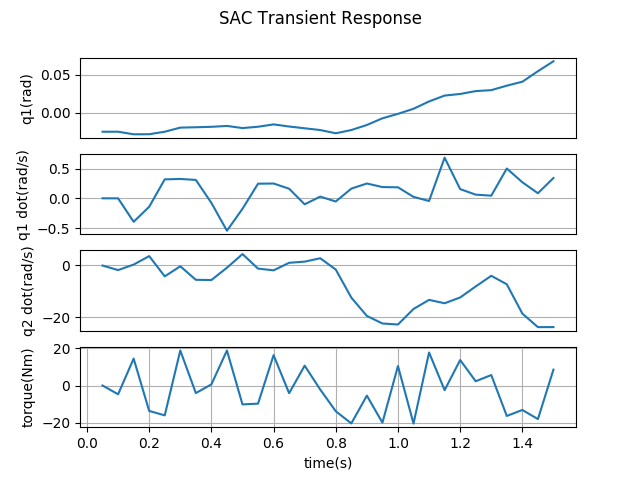 SAC Transient Response
q1(rad)
0.05
0.00
q1 dot(rad/s)
0.5
0.0
−0.5
q2 dot(rad/s)
0
−20
torque(Nm)
20
0
−20
0.0 0.2 0.4 0.6 0.8 1.0 1.2 1.4
time(s)